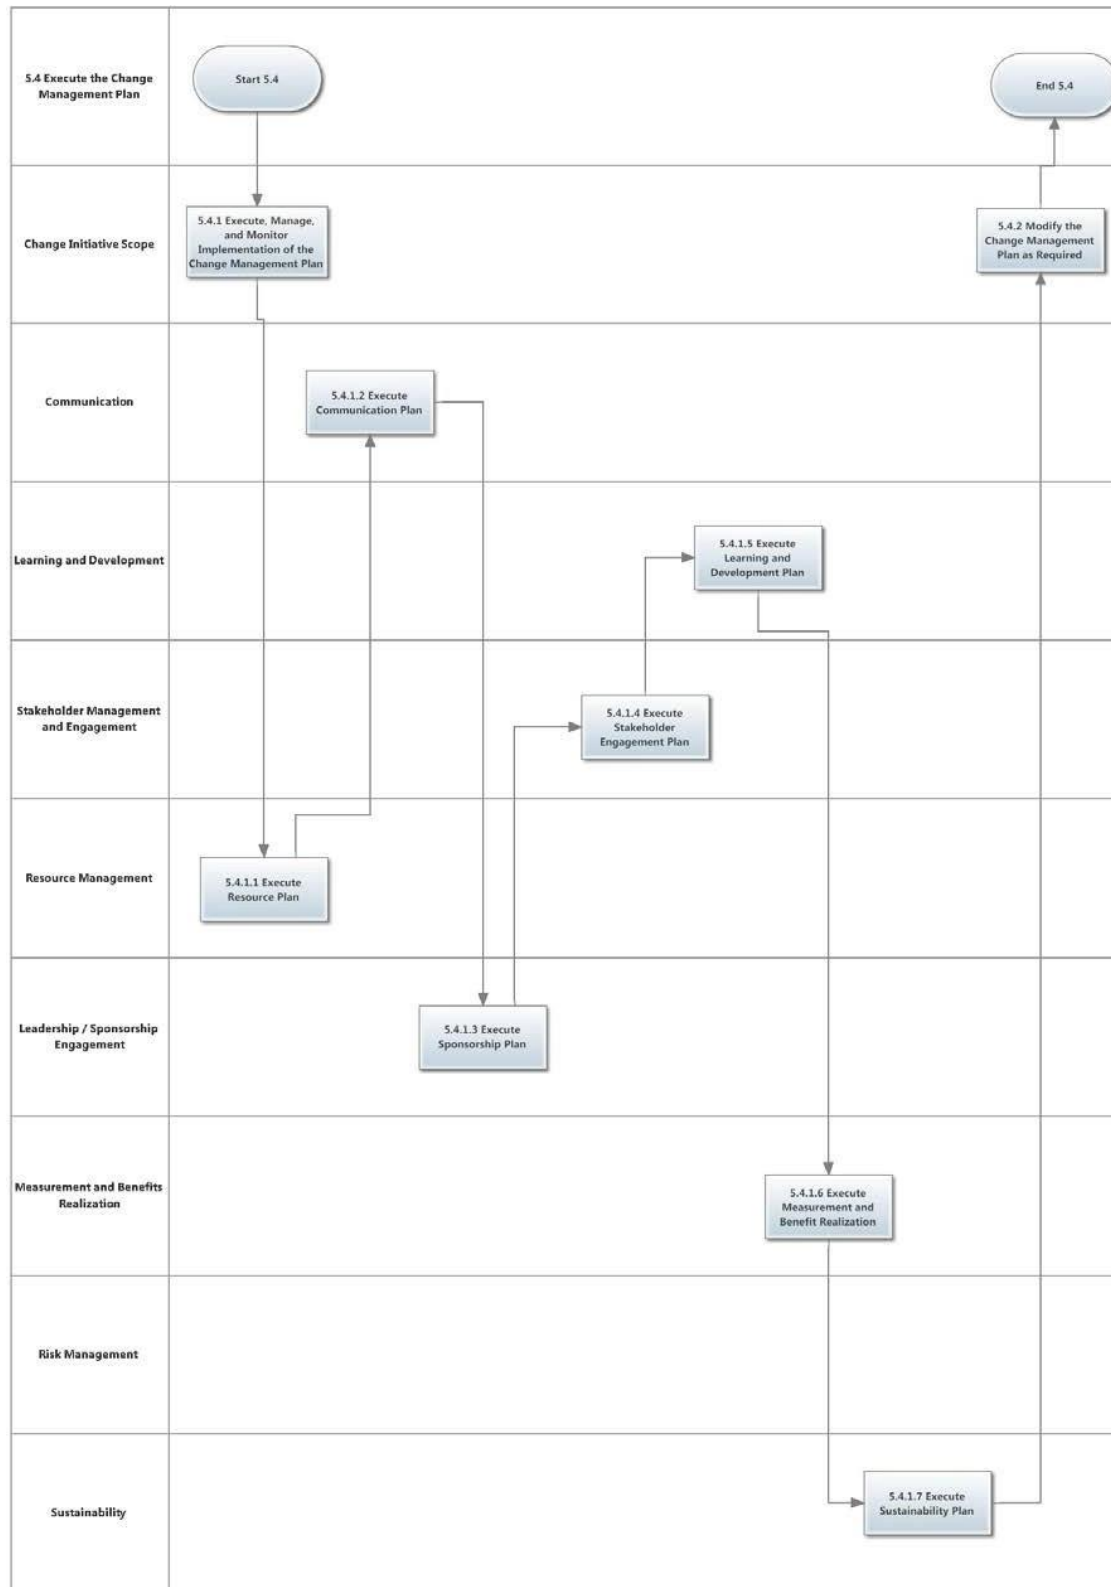 5.4 Execute the Change
Management Plan
Start 5.4
End 5.4
Change Initiative Scope
5.4.1 Execute, Manage,
and Monitor
Implementation of the
Change Management Plan
5.4.2 Modify the
Change Management
Plan as Required
Communication
5.4.1.2 Execute
Communication Plan
Learning and Development
5.4.1.5 Execute
Learning and
Development Plan
Stakeholder Management
and Engagement
5.4.1.4 Execute
Stakeholder
Engagement Plan
Resource Management
5.4.1.1 Execute
Resource Plan
Leadership / Sponsorship
Engagement
5.4.1.3 Execute
Sponsorship Plan
Measurement and Benefits
Realization
5.4.1.6 Execute
Measurement and
Benefit Realization
Risk Management
Sustainability
5.4.1.7 Execute
Sustainability Plan